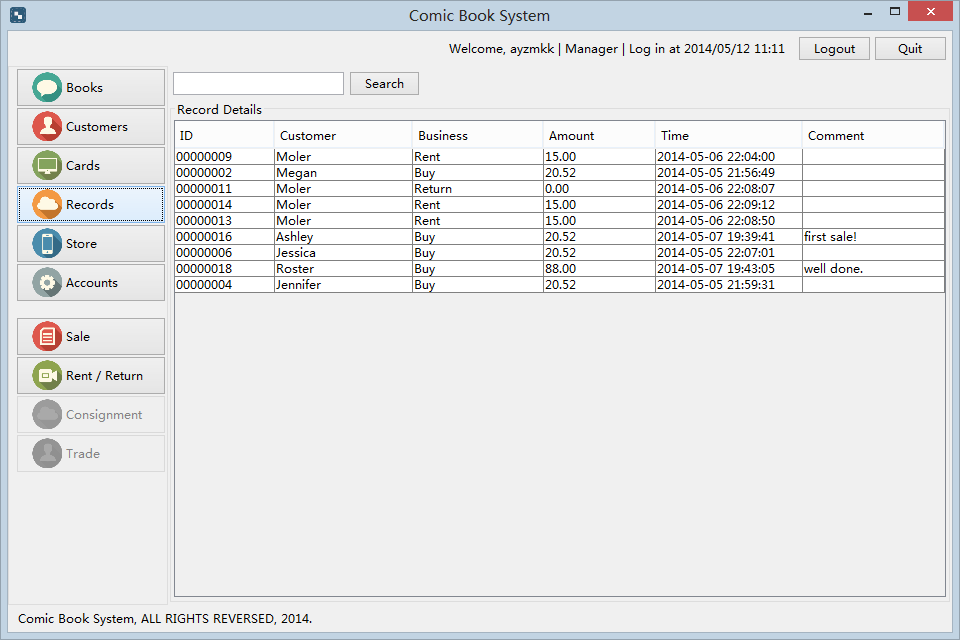 Comic Book System
Welcome, ayzmkk | Manager | Log in at 2014/05/12 11:11
Logout
Quit
Books
Customers
Cards
Records
Store
Accounts
Sale
Rent / Return
Consignment
Trade
Search
Record Details
ID Customer Business Amount Time Comment
00000009 Moler Rent 15.00 2014-05-06 22:04:00
00000002 Megan Buy 20.52 2014-05-05 21:56:49
00000011 Moler Return 0.00 2014-05-06 22:08:07
00000014 Moler Rent 15.00 2014-05-06 22:09:12
00000013 Moler Rent 15.00 2014-05-06 22:08:50
00000016 Ashley Buy 20.52 2014-05-07 19:39:41 first sale!
00000006 Jessica Buy 20.52 2014-05-05 22:07:01
00000018 Roster Buy 88.00 2014-05-07 19:43:05 well done.
00000004 Jennifer Buy 20.52 2014-05-05 21:59:31
Comic Book System, ALL RIGHTS REVERSED, 2014.